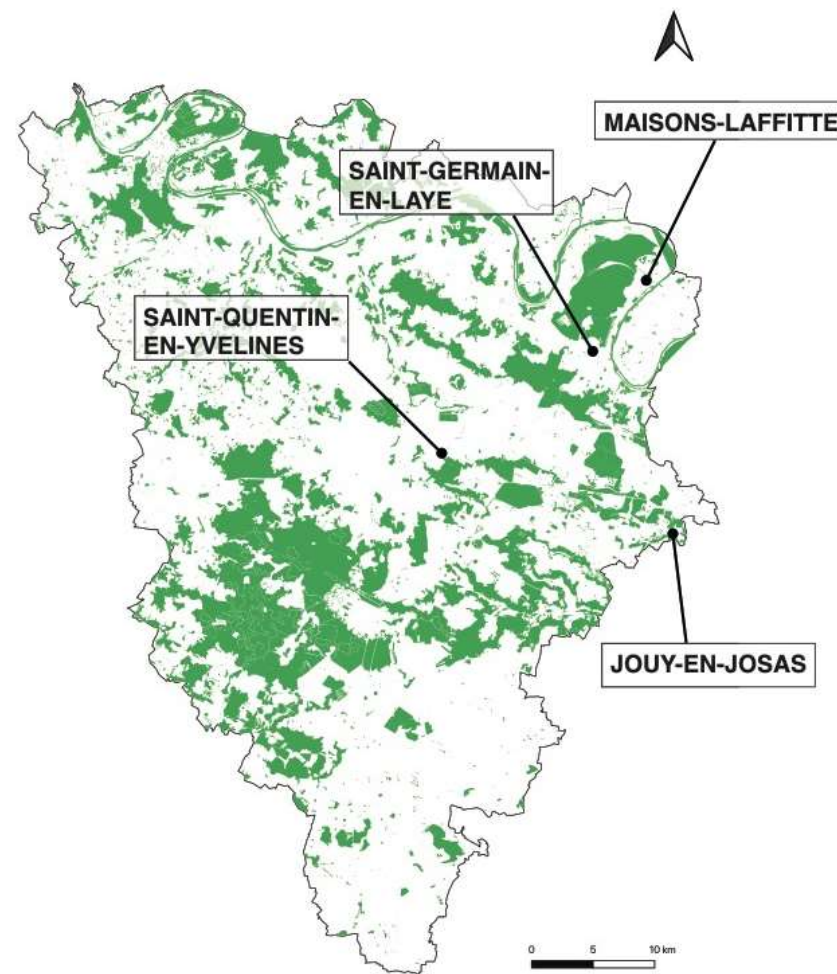 MAISONS-LAFFITTE
SAINT-GERMAIN-
EN-LAYE
SAINT-QUENTIN-
EN-YVELINES
JOUY-EN-JOSAS
0 5 10 km